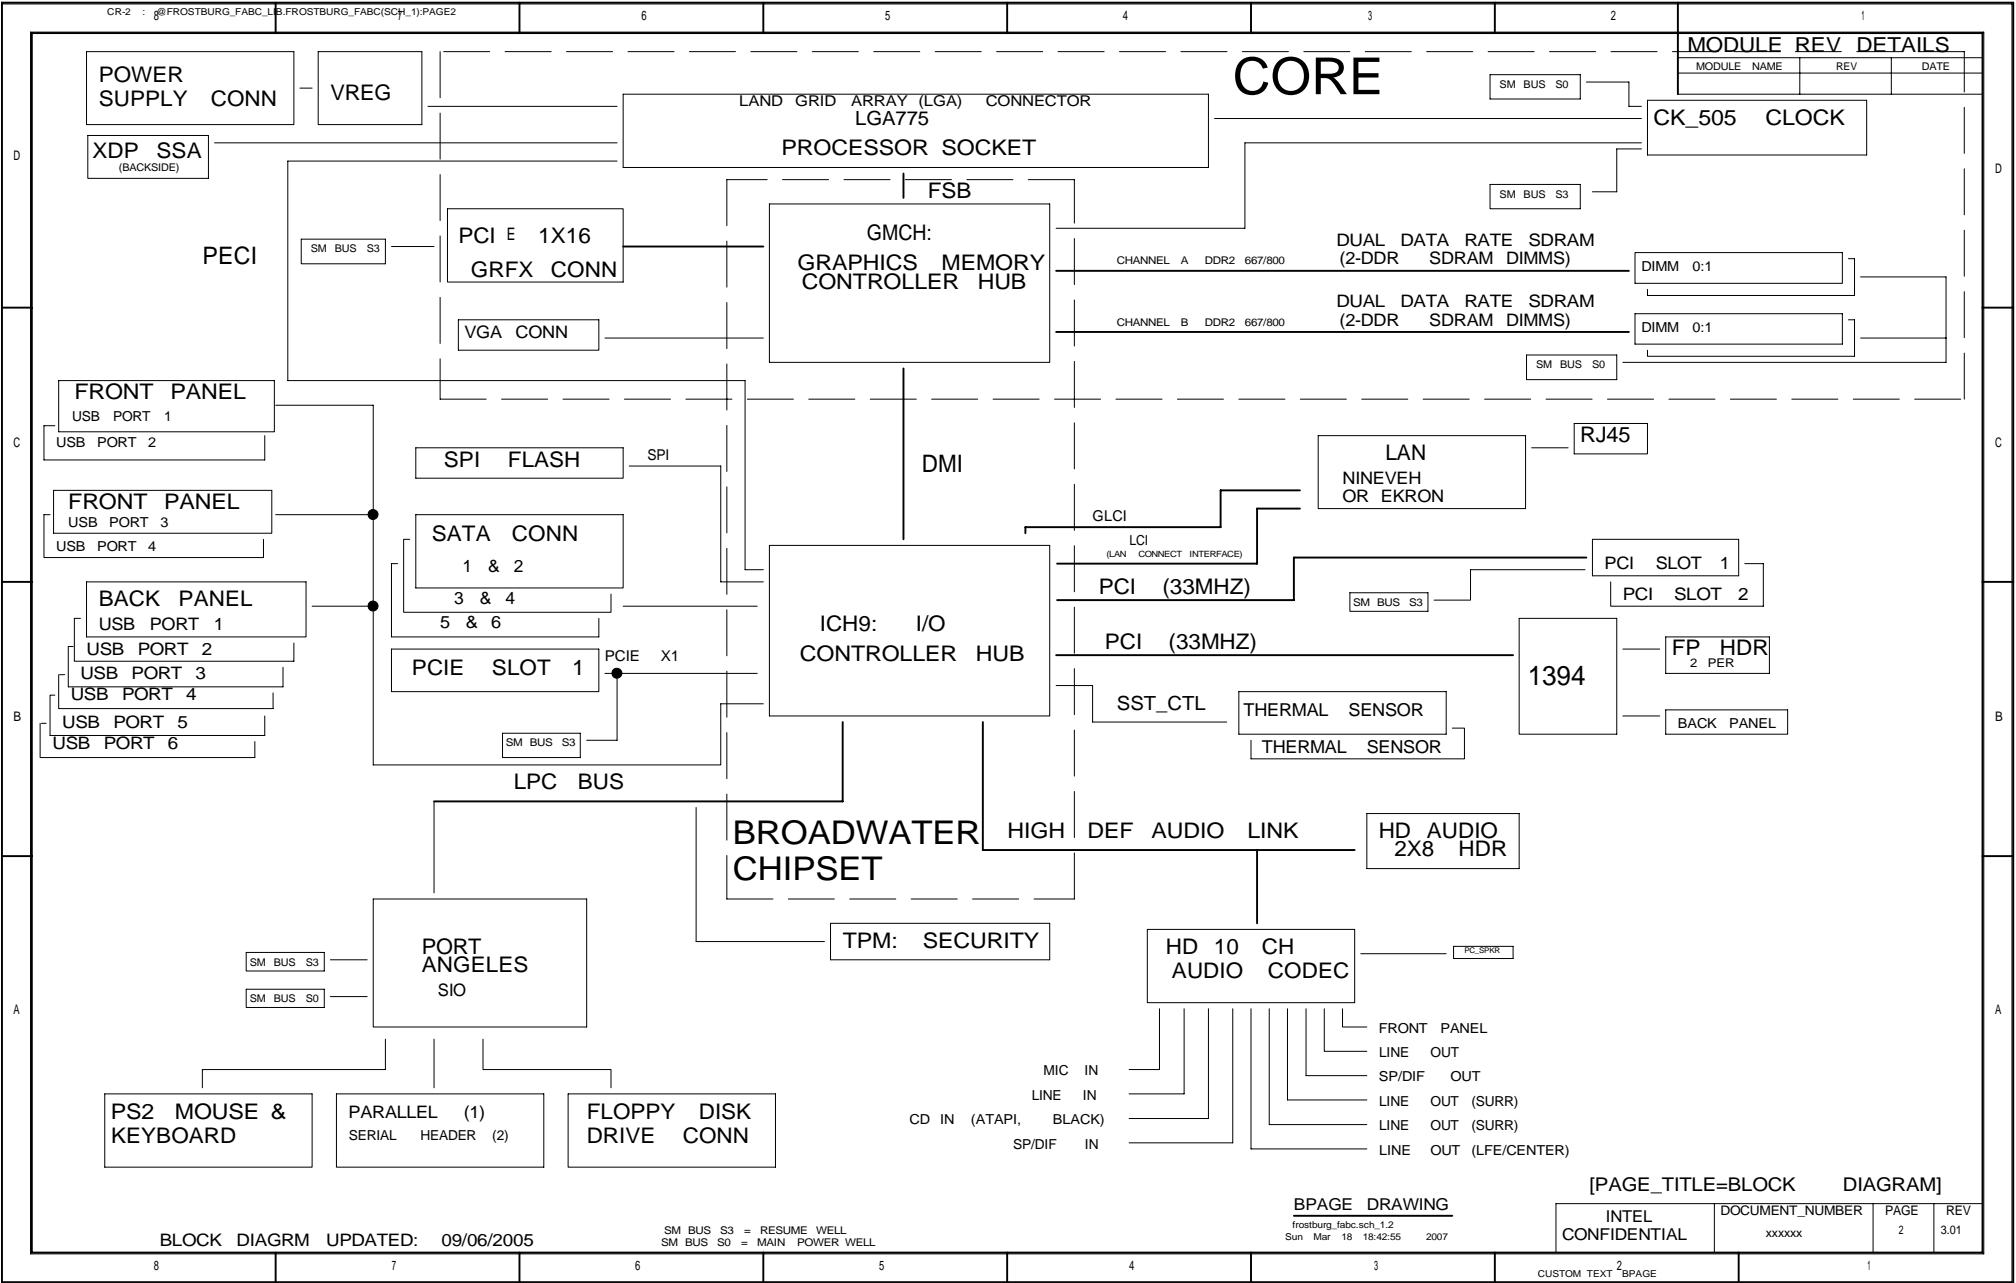 CR-2 : @FROSTBURG_FABC_LIB.FROSTBURG_FABC(SCH_1):PAGE2
8 7 6 5 4 3 2 1
MODULE REV DETAILS
MODULE NAME REV DATE
CORE
POWER
SUPPLY CONN
VREG
LAND GRID ARRAY (LGA) CONNECTOR
LGA775
PROCESSOR SOCKET
SM BUS S0
CK_505 CLOCK
D
XDP SSA
(BACKSIDE)
D
SM BUS S3
FSB
PECI
SM BUS S3
PCI E 1X16
GRFX CONN
GMCH:
GRAPHICS MEMORY
CONTROLLER HUB
CHANNEL A DDR2 667/800
DUAL DATA RATE SDRAM
(2-DDR SDRAM DIMMS)
DIMM 0:1
VGA CONN
CHANNEL B DDR2 667/800
DUAL DATA RATE SDRAM
(2-DDR SDRAM DIMMS)
DIMM 0:1
SM BUS S0
FRONT PANEL
USB PORT 1
USB PORT 2
C
C
SPI FLASH
SPI
DMI
LAN
NINEVEH
OR EKRON
RJ45
FRONT PANEL
USB PORT 3
USB PORT 4
SATA CONN
1 & 2
3 & 4
5 & 6
GLCI
LCI
(LAN CONNECT INTERFACE)
PCI (33MHZ)
PCI SLOT 1
PCI SLOT 2
SM BUS S3
BACK PANEL
USB PORT 1
USB PORT 2
USB PORT 3
USB PORT 4
USB PORT 5
USB PORT 6
ICH9: I/O
CONTROLLER HUB
PCI (33MHZ)
1394
FP HDR
2 PER
BACK PANEL
PCIE SLOT 1
PCIE X1
SM BUS S3
B
B
SST_CTL
THERMAL SENSOR
THERMAL SENSOR
LPC BUS
BROADWATER
CHIPSET
HIGH DEF AUDIO LINK
HD AUDIO
2X8 HDR
PORT
ANGELES
SIO
SM BUS S3
SM BUS S0
TPM: SECURITY
HD 10 CH
AUDIO CODEC
PC_SPKR
A
A
MIC IN
LINE IN
CD IN (ATAPI, BLACK)
SP/DIF IN
FRONT PANEL
LINE OUT
SP/DIF OUT
LINE OUT (SURR)
LINE OUT (SURR)
LINE OUT (LFE/CENTER)
PS2 MOUSE &
KEYBOARD
PARALLEL (1)
SERIAL HEADER (2)
FLOPPY DISK
DRIVE CONN
BLOCK DIAGRM UPDATED: 09/06/2005
SM BUS S3 = RESUME WELL
SM BUS S0 = MAIN POWER WELL
BPAGE DRAWING
frostburg_fabc.sch_1.2
Sun Mar 18 18:42:55 2007
[PAGE_TITLE=BLOCK DIAGRAM]
INTEL
CONFIDENTIAL
DOCUMENT_NUMBER
xxxxxx
PAGE
2
REV
3.01
8 7 6 5 4 3 2 1
CUSTOM TEXT BPAGE